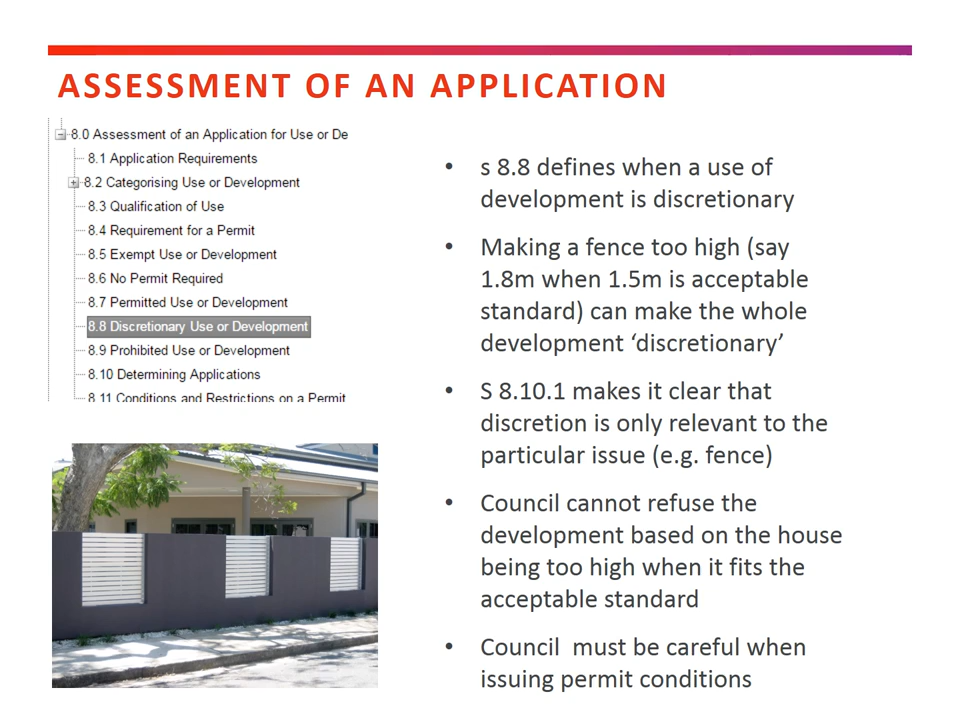 ASSESSMENT OF AN APPLICATION
8.0 Assessment of an Application for Use or De
8.1 Application Requirements
8.2 Categorising Use or Development
8.3 Qualification of Use
8.4 Requirement for a Permit
8.5 Exempt Use or Development
8.6 No Permit Required
8.7 Permitted Use or Development
8.8 Discretionary Use or Development
8.9 Prohibited Use or Development
8.10 Determining Applications
8.11 Conditions and Restrictions on a Permit
• s 8.8 defines when a use of
development is discretionary
• Making a fence too high (say
1.8m when 1.5m is acceptable
standard) can make the whole
development ‘discretionary’
• S 8.10.1 makes it clear that
discretion is only relevant to the
particular issue (e.g. fence)
• Council cannot refuse the
development based on the house
being too high when it fits the
acceptable standard
• Council  must be careful when
issuing permit conditions